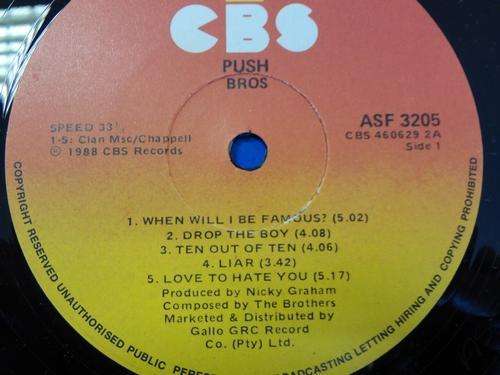 CBS
PUSH
BROS
SPEED 33⅓
1-5: Clan Msc/Chappell
℗ 1988 CBS Records
ASF 3205
CBS 460629 2A
Side 1
1. WHEN WILL I BE FAMOUS? (5.02)
2. DROP THE BOY (4.08)
3. TEN OUT OF TEN (4.06)
4. LIAR (3.42)
5. LOVE TO HATE YOU (5.17)
Produced by Nicky Graham
Composed by The Brothers
Marketed & Distributed by
Gallo GRC Record
Co. (Pty) Ltd.
COPYRIGHT RESERVED UNAUTHORISED PUBLIC BROADCASTING LETTING HIRING AND COPYING PROHIBITED